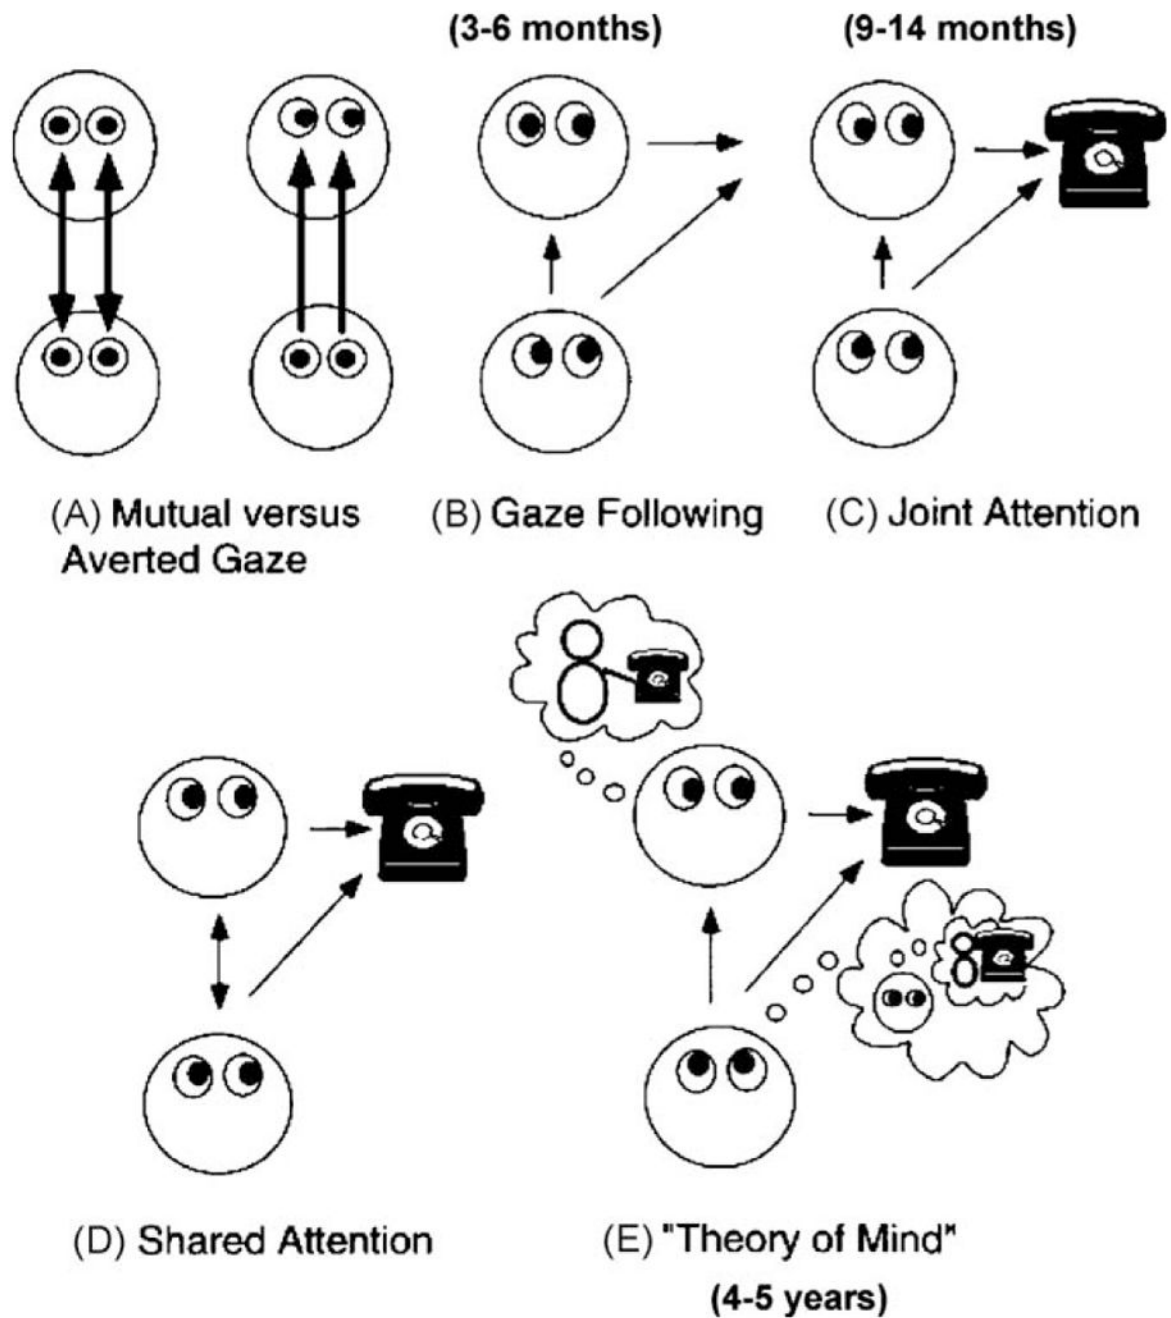 (3-6 months)
(9-14 months)
(A) Mutual versus
Averted Gaze
(B) Gaze Following
(C) Joint Attention
(D) Shared Attention
(E) "Theory of Mind"
(4-5 years)